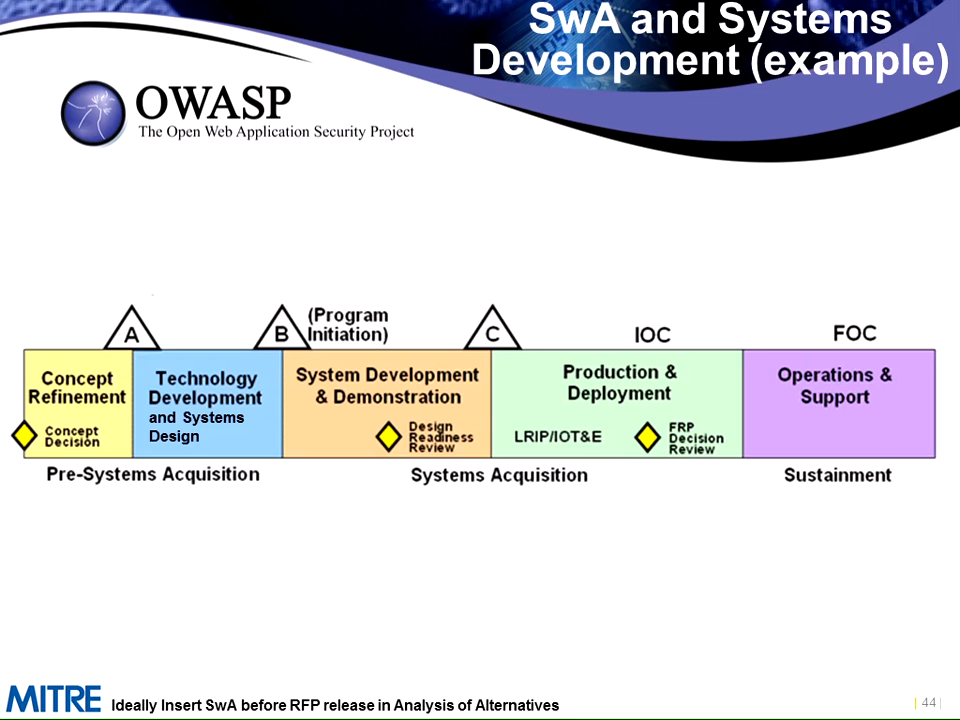 SwA and Systems
Development (example)
OWASP
The Open Web Application Security Project
A
B
(Program
Initiation)
C
IOC
FOC
Concept
Refinement
Concept
Decision
Technology
Development
and Systems
Design
System Development
& Demonstration
Design
Readiness
Review
Production &
Deployment
LRIP/IOT&E
FRP
Decision
Review
Operations &
Support
Pre-Systems Acquisition
Systems Acquisition
Sustainment
MITRE
Ideally Insert SwA before RFP release in Analysis of Alternatives
| 44 |